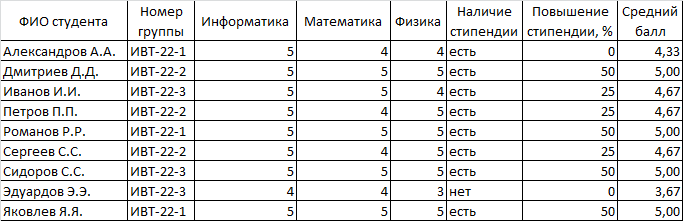 ФИО студента Номер группы Информатика Математика Физика Наличие стипендии Повышение стипендии, % Средний балл
Александров А.А. ИВТ-22-1 5 4 4 есть 0 4,33
Дмитриев Д.Д. ИВТ-22-2 5 5 5 есть 50 5,00
Иванов И.И. ИВТ-22-3 5 5 4 есть 25 4,67
Петров П.П. ИВТ-22-2 5 4 5 есть 25 4,67
Романов Р.Р. ИВТ-22-1 5 5 5 есть 50 5,00
Сергеев С.С. ИВТ-22-2 5 4 5 есть 25 4,67
Сидоров С.С. ИВТ-22-3 5 5 5 есть 50 5,00
Эдуардов Э.Э. ИВТ-22-3 4 4 3 нет 0 3,67
Яковлев Я.Я. ИВТ-22-1 5 5 5 есть 50 5,00